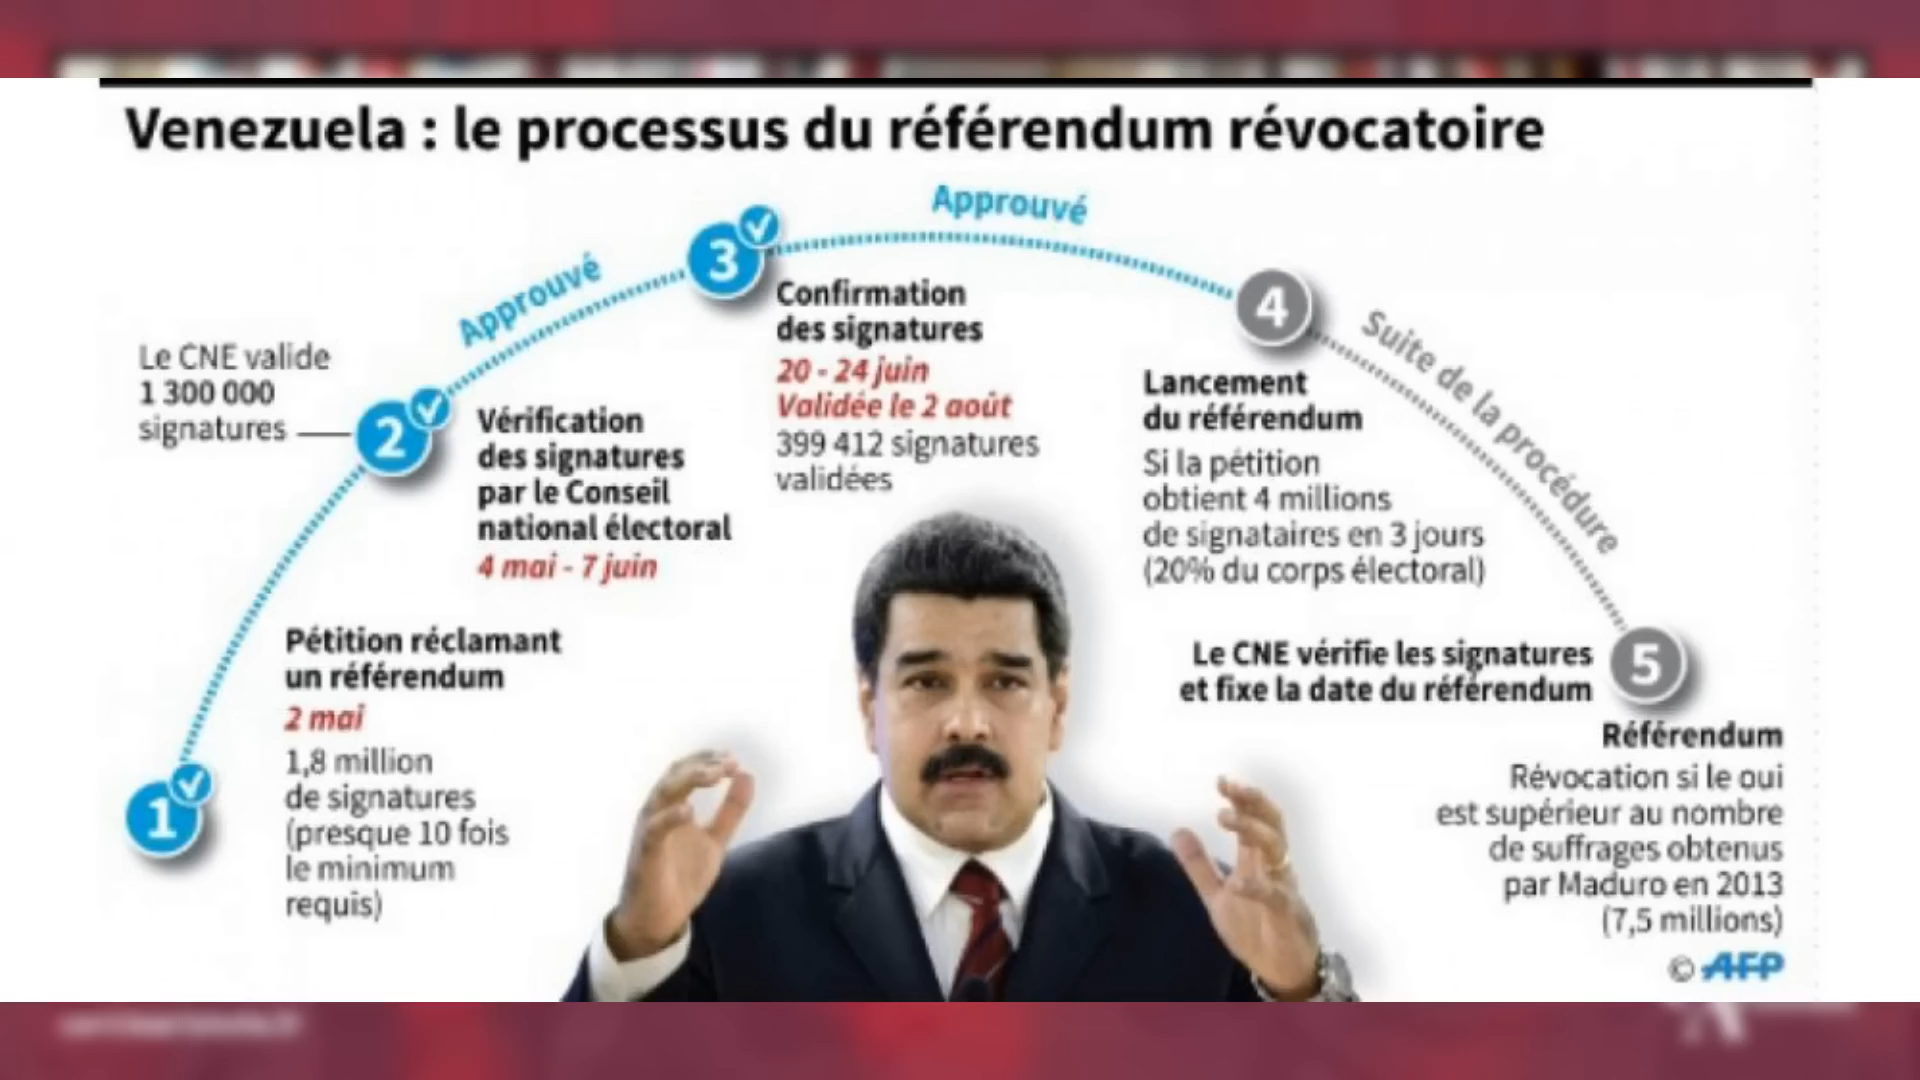 Venezuela : le processus du référendum révocatoire
1
Pétition réclamant
un référendum
2 mai
1,8 million
de signatures
(presque 10 fois
le minimum
requis)
Le CNE valide
1 300 000
signatures
2
Vérification
des signatures
par le Conseil
national électoral
4 mai - 7 juin
Approuvé
3
Confirmation
des signatures
20 - 24 juin
Validée le 2 août
399 412 signatures
validées
Approuvé
4
Lancement
du référendum
Si la pétition
obtient 4 millions
de signataires en 3 jours
(20% du corps électoral)
Suite de la procédure
5
Le CNE vérifie les signatures
et fixe la date du référendum
Référendum
Révocation si le oui
est supérieur au nombre
de suffrages obtenus
par Maduro en 2013
(7,5 millions)
© AFP